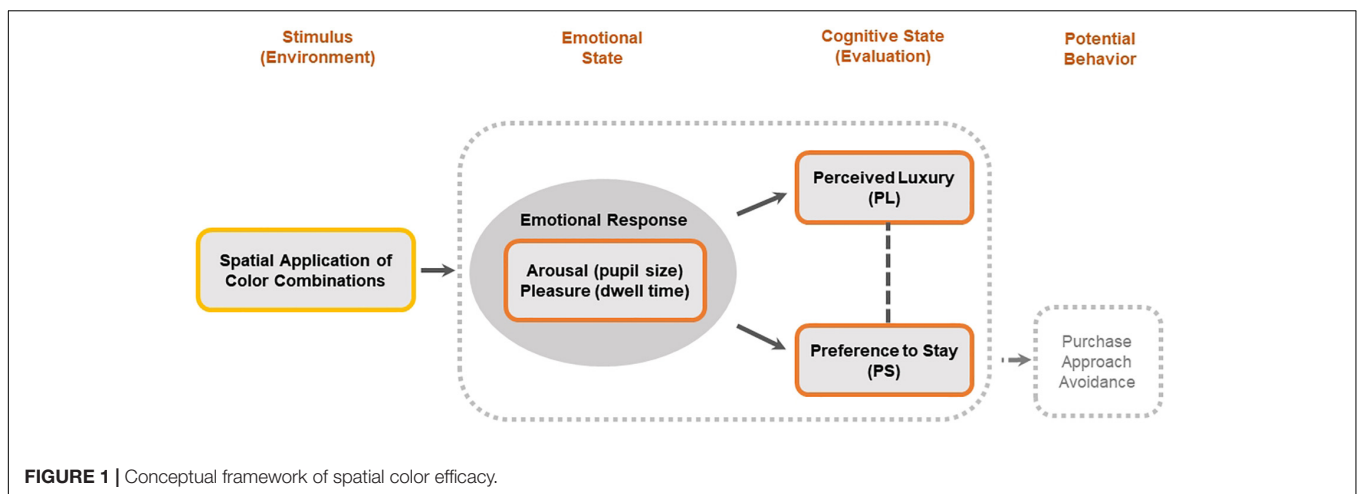 Stimulus
(Environment)
Emotional
State
Cognitive State
(Evaluation)
Potential
Behavior
Spatial Application of
Color Combinations
Emotional Response
Arousal (pupil size)
Pleasure (dwell time)
Perceived Luxury
(PL)
Preference to Stay
(PS)
Purchase
Approach
Avoidance
FIGURE 1 | Conceptual framework of spatial color efficacy.